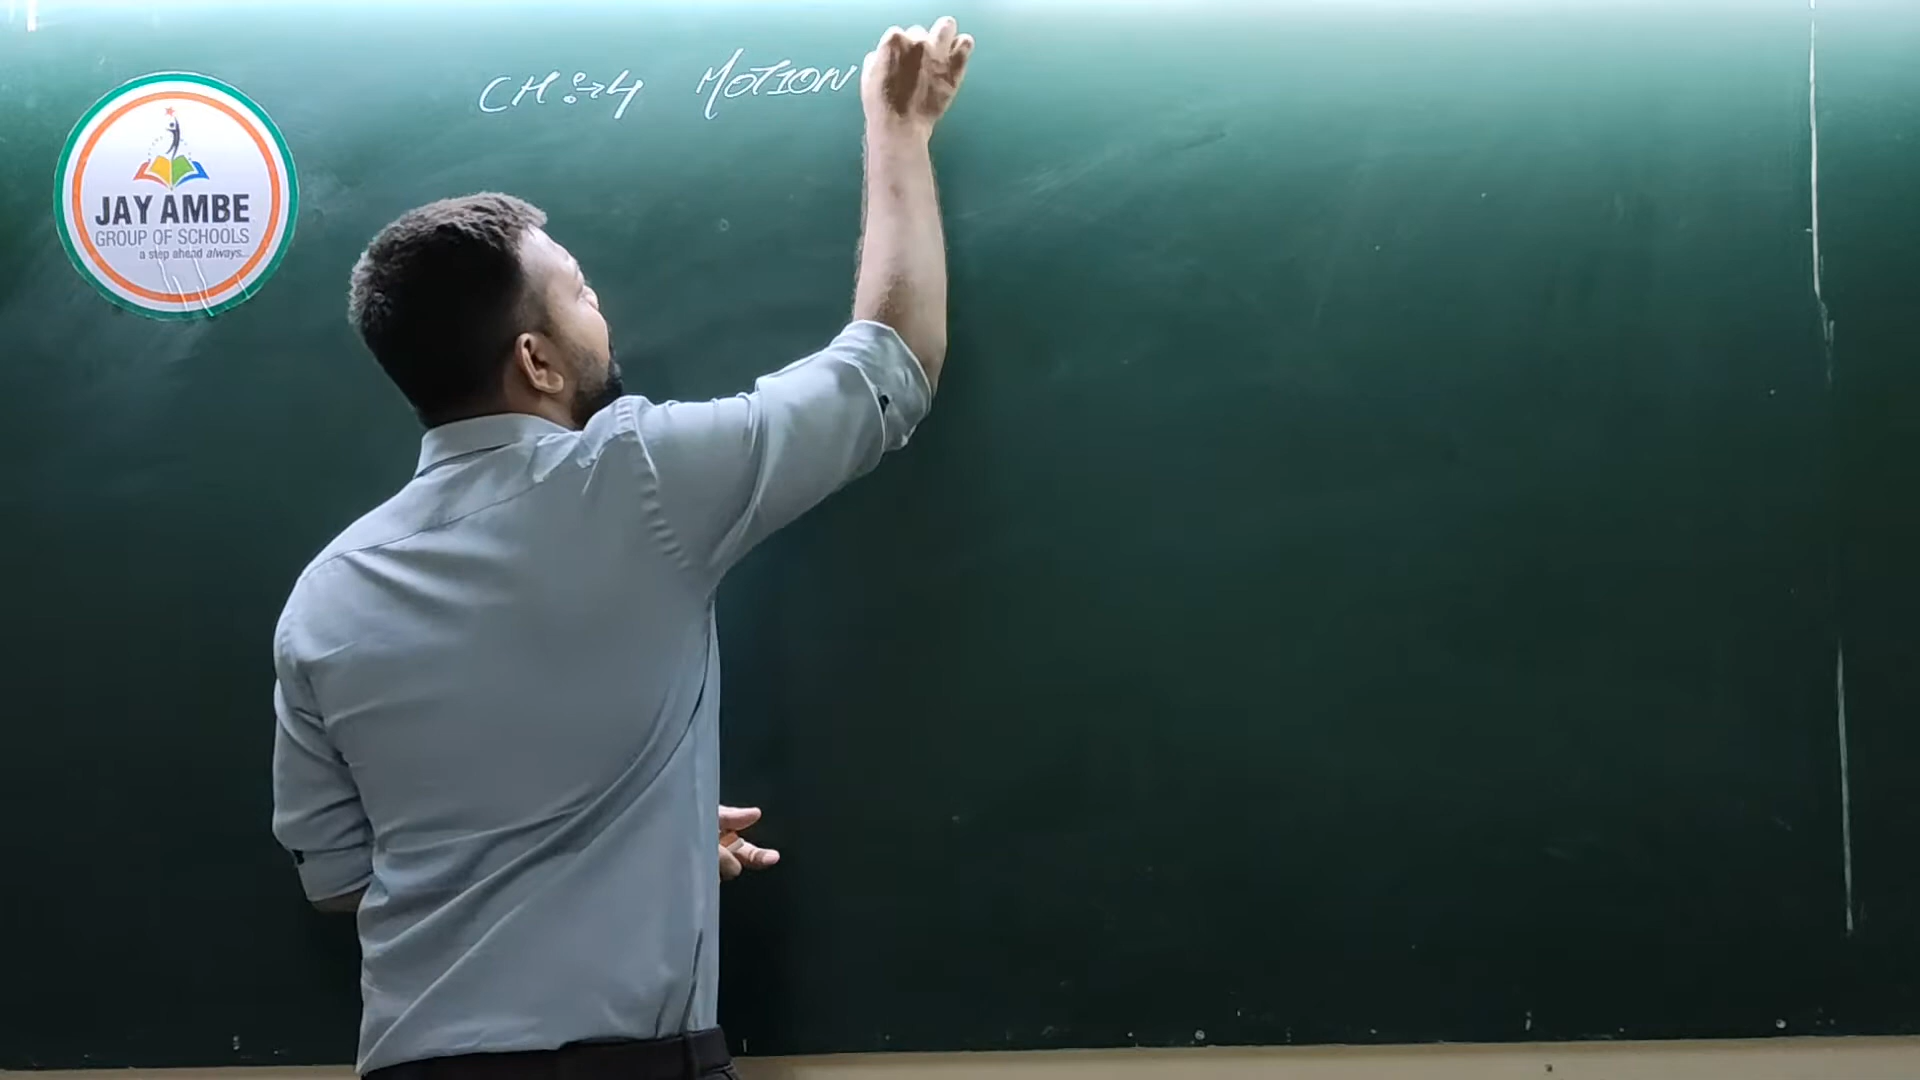 CH :→ 4 MOTION
JAY AMBE
GROUP OF SCHOOLS
a step ahead always...